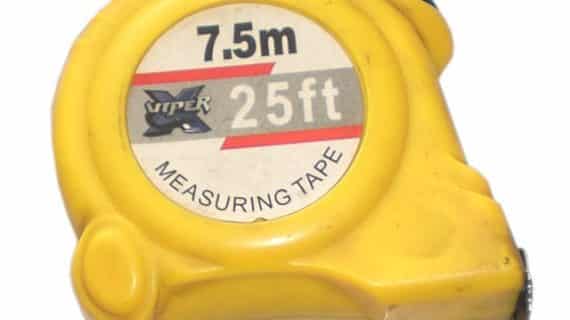 7.5m
VIPER X
25ft
MEASURING TAPE